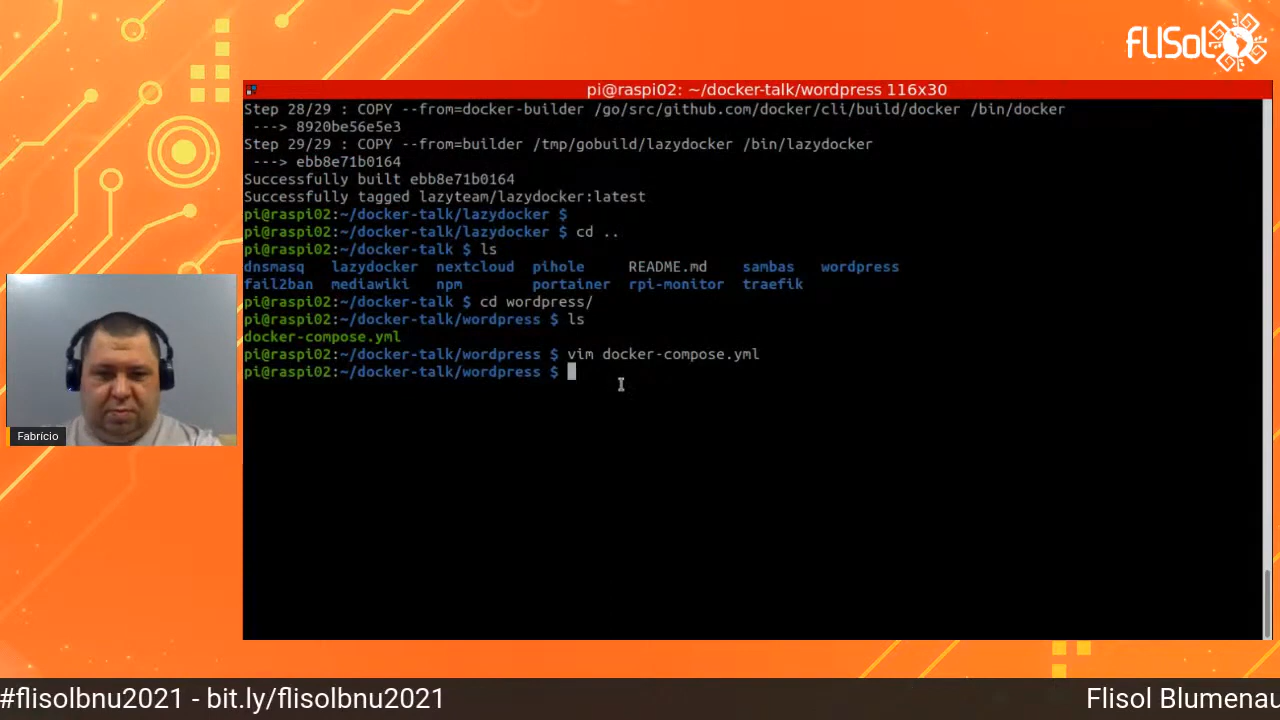 FLISoL
pi@raspi02: ~/docker-talk/wordpress 116x30
Step 28/29 : COPY --from=docker-builder /go/src/github.com/docker/cli/build/docker /bin/docker
---> 8920be56e5e3
Step 29/29 : COPY --from=builder /tmp/gobuild/lazydocker /bin/lazydocker
---> ebb8e71b0164
Successfully built ebb8e71b0164
Successfully tagged lazyteam/lazydocker:latest
pi@raspi02:~/docker-talk/lazydocker $
pi@raspi02:~/docker-talk/lazydocker $ cd ..
pi@raspi02:~/docker-talk $ ls
dnsmasq lazydocker nextcloud pihole README.md sambas wordpress
fail2ban mediawiki npm portainer rpi-monitor traefik
pi@raspi02:~/docker-talk $ cd wordpress/
pi@raspi02:~/docker-talk/wordpress $ ls
docker-compose.yml
pi@raspi02:~/docker-talk/wordpress $ vim docker-compose.yml
pi@raspi02:~/docker-talk/wordpress $
Fabrício
#flisolbnu2021 - bit.ly/flisolbnu2021 Flisol Blumenau